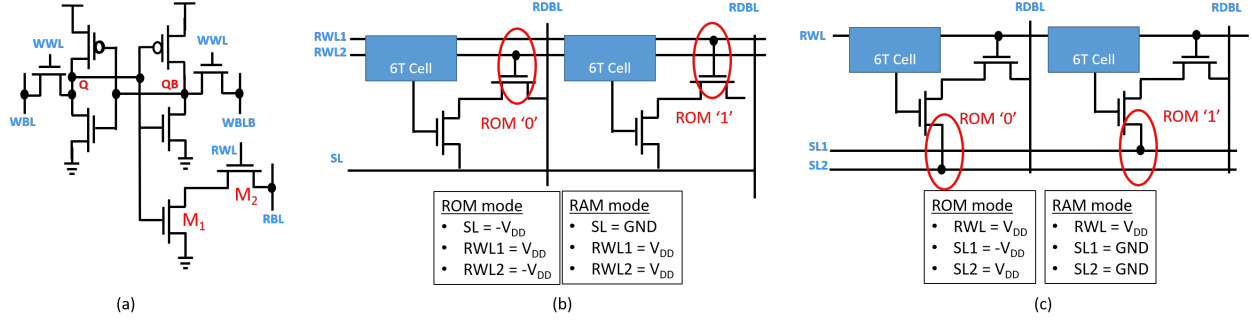 WWL
WWL
Q
QB
WBL
WBLB
RWL
M1
M2
RBL
(a)
RDBL
RDBL
RWL1
RWL2
6T Cell
6T Cell
ROM ‘0’
ROM ‘1’
SL
ROM mode
• SL = -VDD
• RWL1 = VDD
• RWL2 = -VDD
RAM mode
• SL = GND
• RWL1 = VDD
• RWL2 = VDD
(b)
RDBL
RDBL
RWL
6T Cell
6T Cell
ROM ‘0’
ROM ‘1’
SL1
SL2
ROM mode
• RWL = VDD
• SL1 = -VDD
• SL2 = VDD
RAM mode
• RWL = VDD
• SL1 = GND
• SL2 = GND
(c)